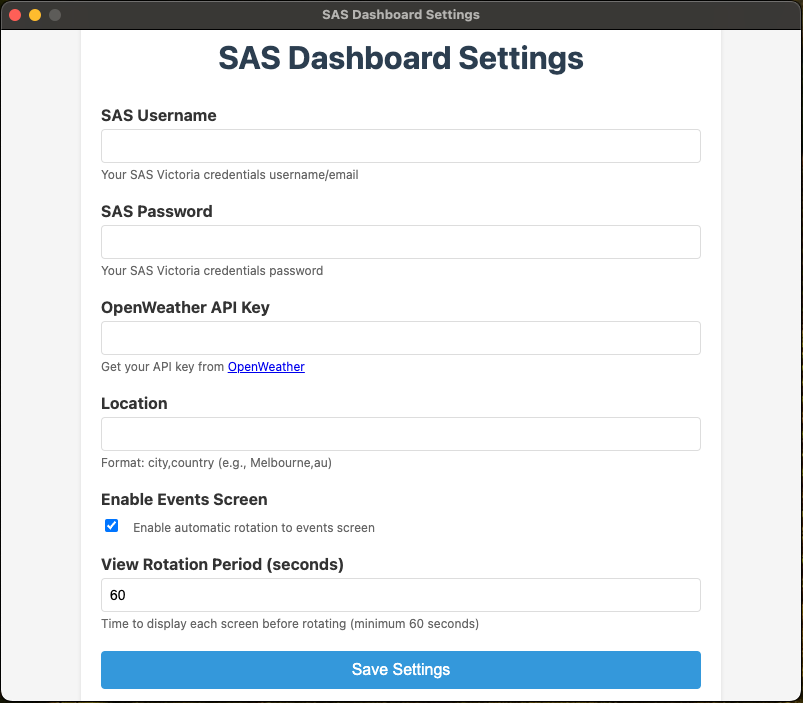 SAS Dashboard Settings
SAS Dashboard Settings
SAS Username
Your SAS Victoria credentials username/email
SAS Password
Your SAS Victoria credentials password
OpenWeather API Key
Get your API key from OpenWeather
Location
Format: city,country (e.g., Melbourne,au)
Enable Events Screen
Enable automatic rotation to events screen
View Rotation Period (seconds)
60
Time to display each screen before rotating (minimum 60 seconds)
Save Settings